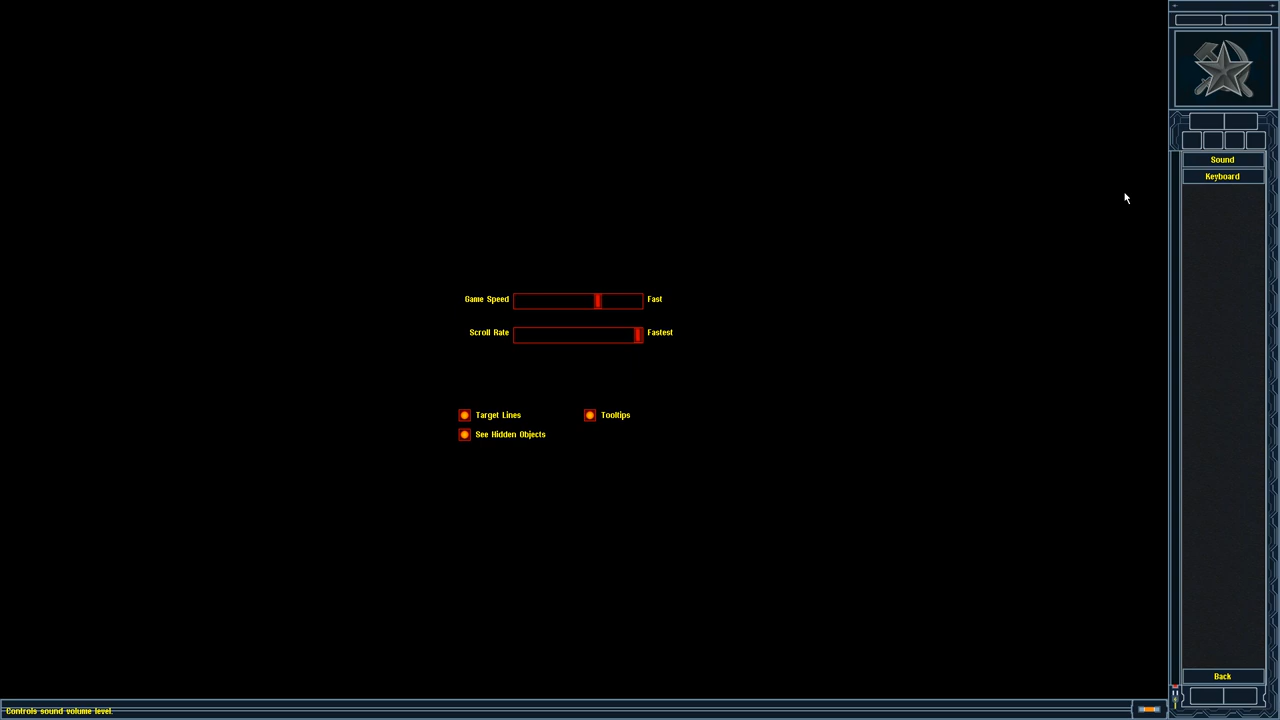 Sound
Keyboard
Game Speed Fast
Scroll Rate Fastest
Target Lines Tooltips
See Hidden Objects
Back
Controls sound volume level.